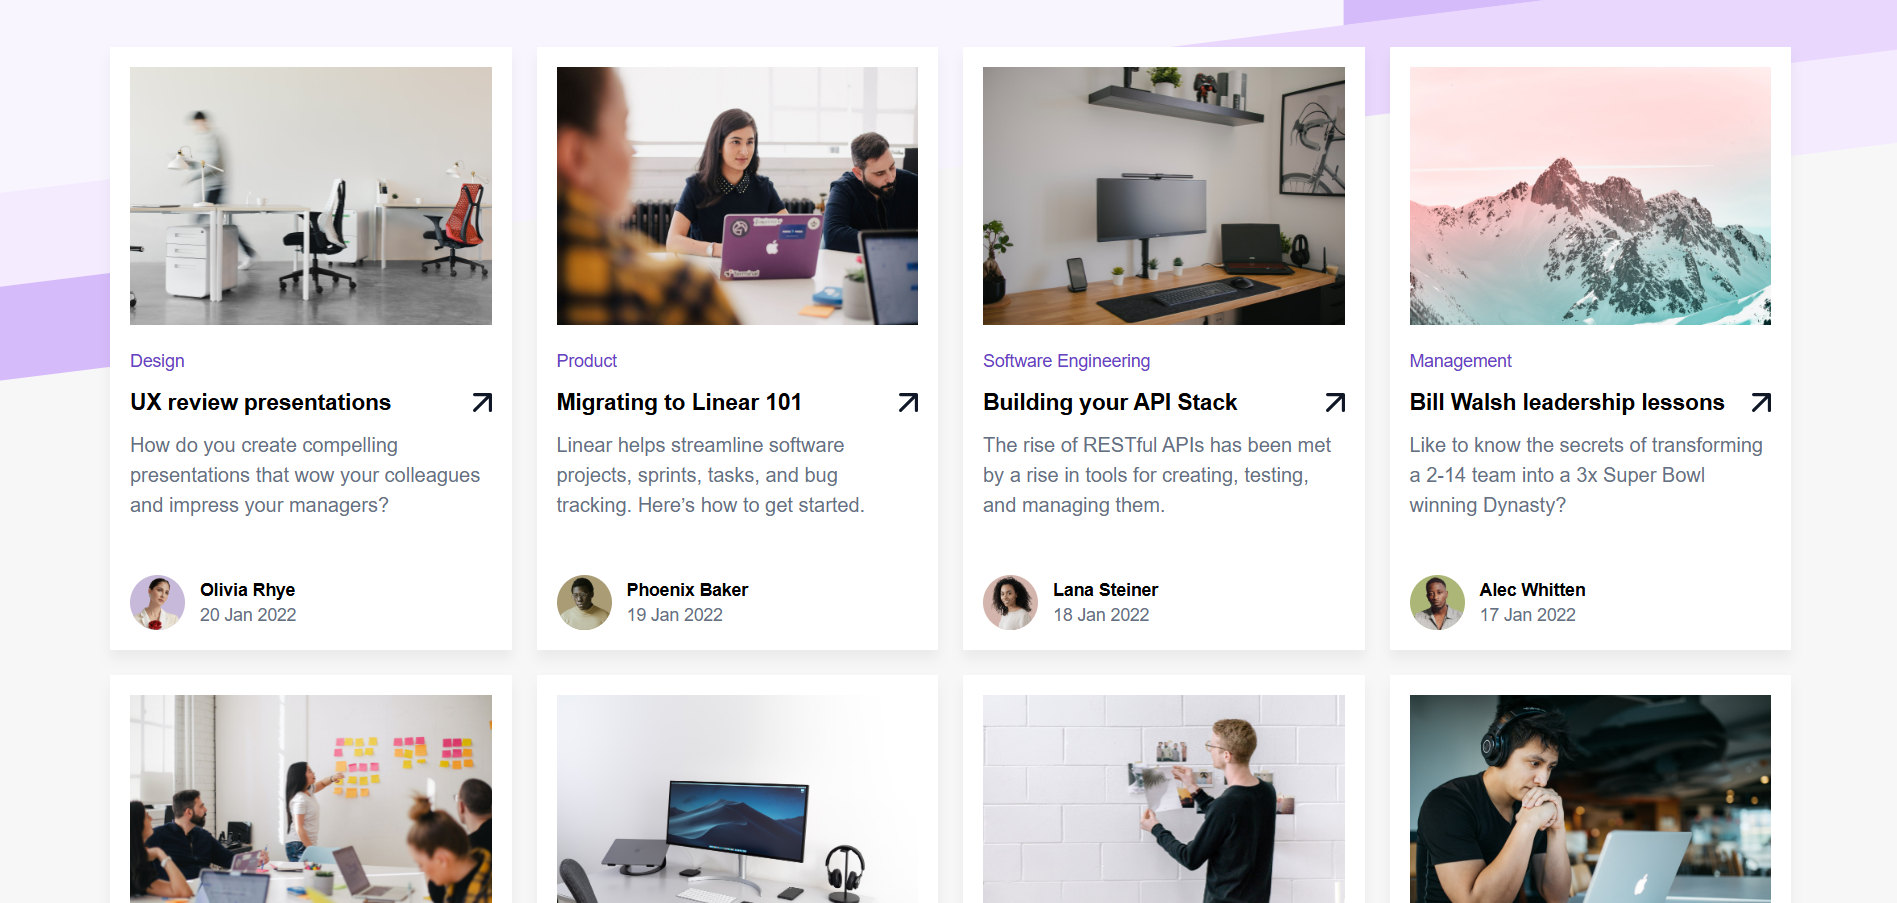 Design
UX review presentations
How do you create compelling
presentations that wow your colleagues
and impress your managers?
Olivia Rhye
20 Jan 2022
Product
Migrating to Linear 101
Linear helps streamline software
projects, sprints, tasks, and bug
tracking. Here’s how to get started.
Phoenix Baker
19 Jan 2022
Software Engineering
Building your API Stack
The rise of RESTful APIs has been met
by a rise in tools for creating, testing,
and managing them.
Lana Steiner
18 Jan 2022
Management
Bill Walsh leadership lessons
Like to know the secrets of transforming
a 2-14 team into a 3x Super Bowl
winning Dynasty?
Alec Whitten
17 Jan 2022